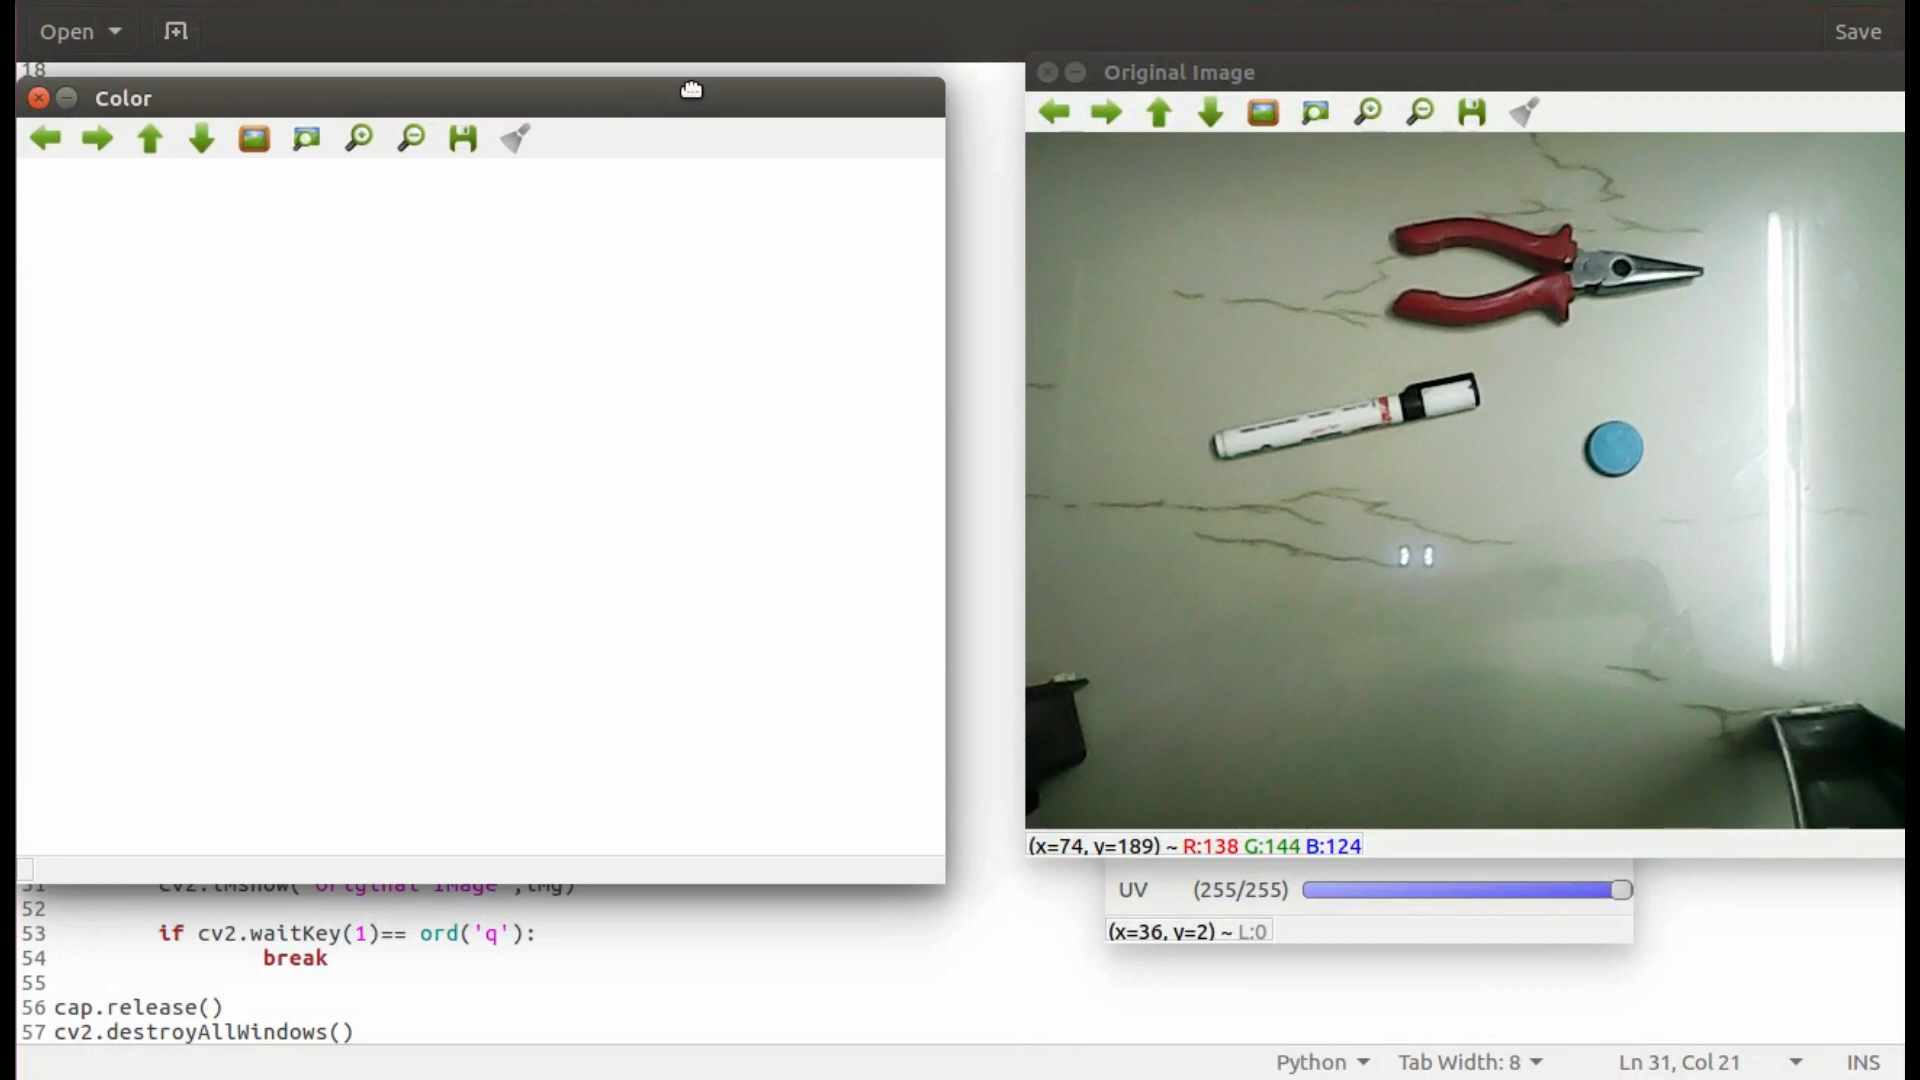 Open
Save
18
Color
Original Image
(x=74, y=189) ~ R:138 G:144 B:124
UV (255/255)
(x=36, y=2) ~ L:0
52
53 if cv2.waitKey(1)== ord('q'):
54 break
55
56 cap.release()
57 cv2.destroyAllWindows()
Python Tab Width: 8 Ln 31, Col 21 INS